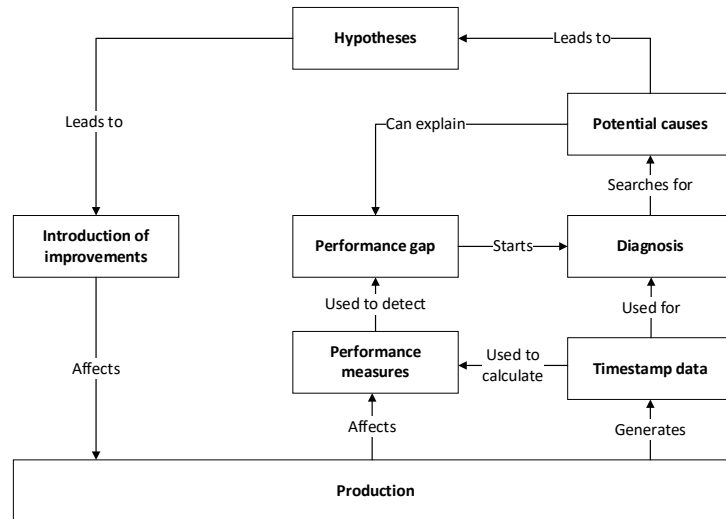 Hypotheses
Leads to
Potential causes
Leads to
Can explain
Searches for
Introduction of
improvements
Performance gap
Starts
Diagnosis
Used to detect
Used for
Affects
Performance
measures
Used to
calculate
Timestamp data
Affects
Generates
Production